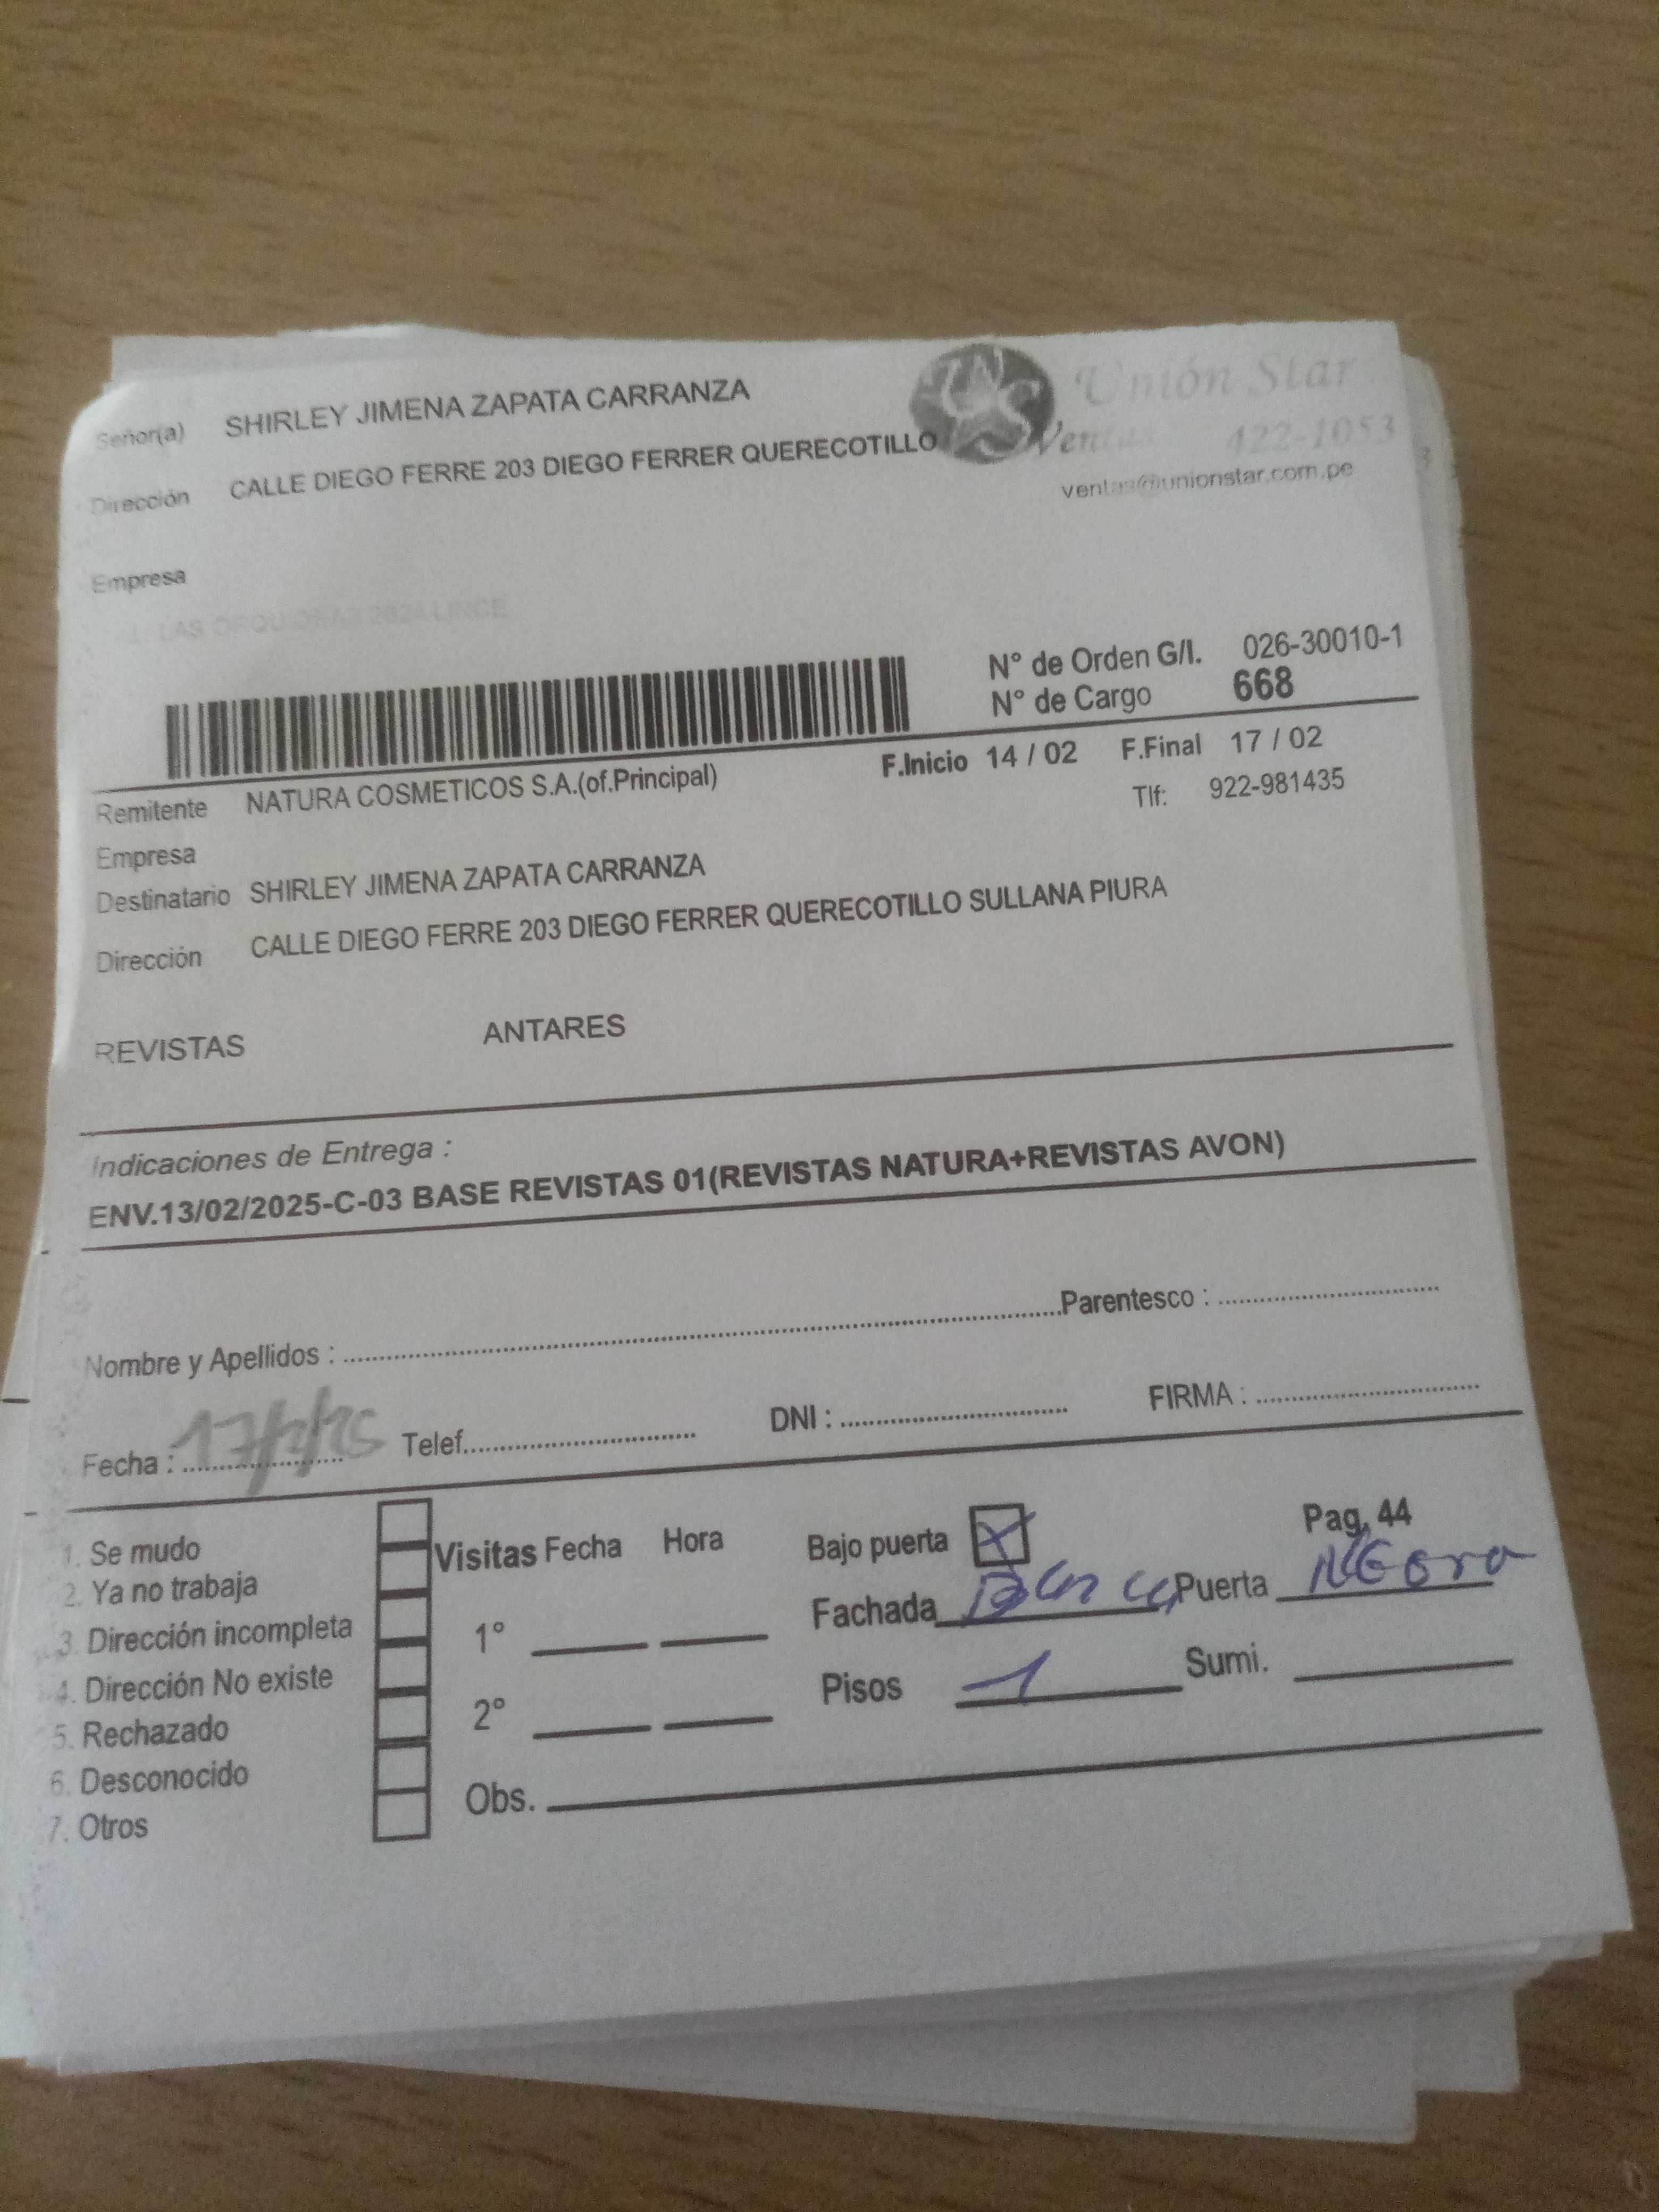 Señor(a) SHIRLEY JIMENA ZAPATA CARRANZA
Unión Star
Dirección CALLE DIEGO FERRE 203 DIEGO FERRER QUERECOTILLO
Ventas 422-1053
ventas@unionstar.com.pe
Empresa
LINCE
N° de Orden G/I. 026-30010-1
N° de Cargo 668
F.Inicio 14 / 02 F.Final 17 / 02
Remitente NATURA COSMETICOS S.A.(of.Principal)
Tlf: 922-981435
Empresa
Destinatario SHIRLEY JIMENA ZAPATA CARRANZA
Dirección CALLE DIEGO FERRE 203 DIEGO FERRER QUERECOTILLO SULLANA PIURA
REVISTAS ANTARES
Indicaciones de Entrega :
ENV.13/02/2025-C-03 BASE REVISTAS 01(REVISTAS NATURA+REVISTAS AVON)
Nombre y Apellidos : Parentesco :
Fecha : 17/2/25 Telef. DNI : FIRMA :
1. Se mudo
2. Ya no trabaja
3. Dirección incompleta
4. Dirección No existe
5. Rechazado
6. Desconocido
7. Otros
Visitas Fecha Hora
1°
2°
Obs.
Bajo puerta X Pag, 44
Fachada Puerta NEGro
Pisos 1 Sumi.